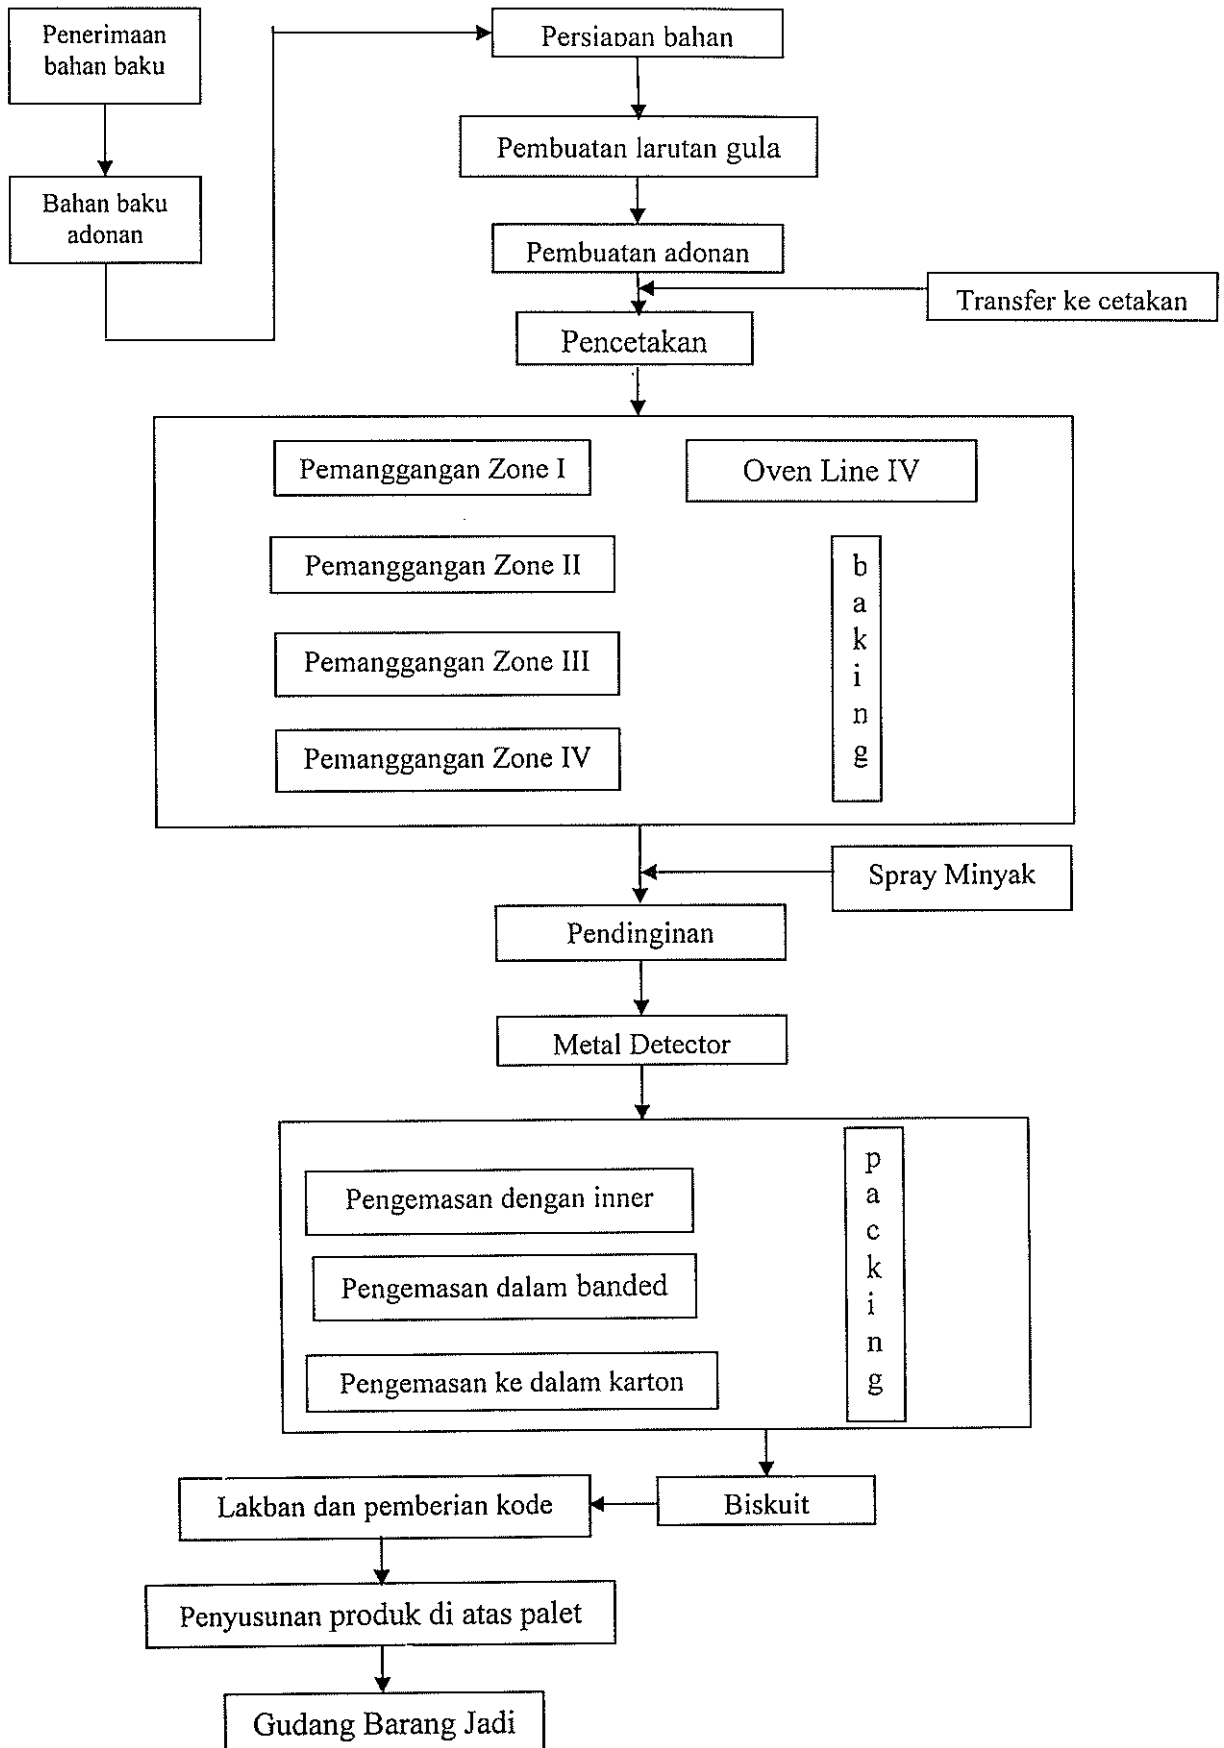 Penerimaan
bahan baku
Bahan baku
adonan
Persiapan bahan
Pembuatan larutan gula
Pembuatan adonan
Transfer ke cetakan
Pencetakan
Pemanggangan Zone I
Oven Line IV
Pemanggangan Zone II
Pemanggangan Zone III
Pemanggangan Zone IV
b
a
k
i
n
g
Spray Minyak
Pendinginan
Metal Detector
Pengemasan dengan inner
Pengemasan dalam banded
Pengemasan ke dalam karton
p
a
c
k
i
n
g
Biskuit
Lakban dan pemberian kode
Penyusunan produk di atas palet
Gudang Barang Jadi